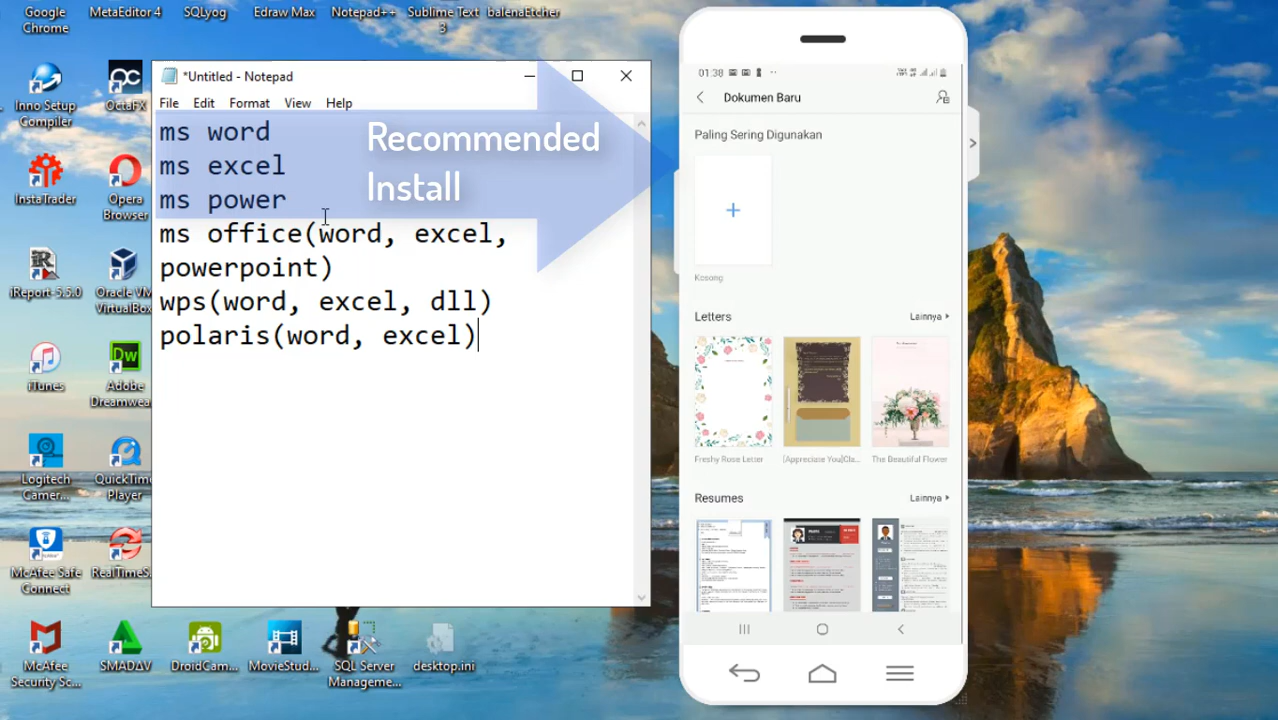 Google
Chrome
MetaEditor 4
SQLyog
Edraw Max
Notepad++
Sublime Text
3
balenaEtcher
Inno Setup
Compiler
OctaFX
InstaTrader
Opera
Browser
iReport-5.5.0
Oracle VM
VirtualBox
iTunes
Adobe
Dreamwea
Logitech
Camer...
QuickTime
Player
McAfee Safe
Connect
RealTimeS
McAfee
Security Sc...
SMADΔV
DroidCam...
MovieStud...
SQL Server
Manageme...
desktop.ini
*Untitled - Notepad
File Edit Format View Help
ms word
ms excel
ms power
ms office(word, excel,
powerpoint)
wps(word, excel, dll)
polaris(word, excel)
Recommended
Install
01:38
Dokumen Baru
Paling Sering Digunakan
Kosong
Letters Lainnya
Freshy Rose Letter
[Appreciate You]Cla...
The Beautiful Flower
Resumes Lainnya